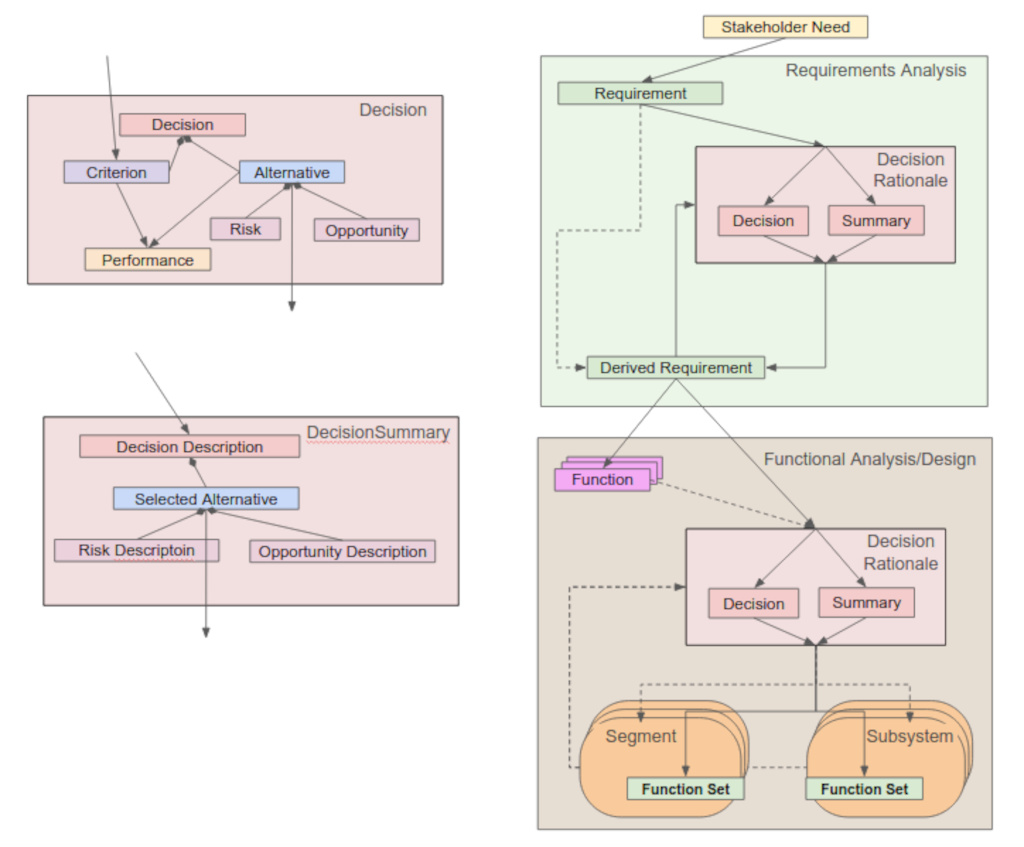 Decision
Decision
Criterion
Alternative
Risk
Opportunity
Performance
DecisionSummary
Decision Description
Selected Alternative
Risk Descriptoin
Opportunity Description
Stakeholder Need
Requirements Analysis
Requirement
Decision
Rationale
Decision
Summary
Derived Requirement
Functional Analysis/Design
Function
Decision
Rationale
Decision
Summary
Segment
Subsystem
Function Set
Function Set